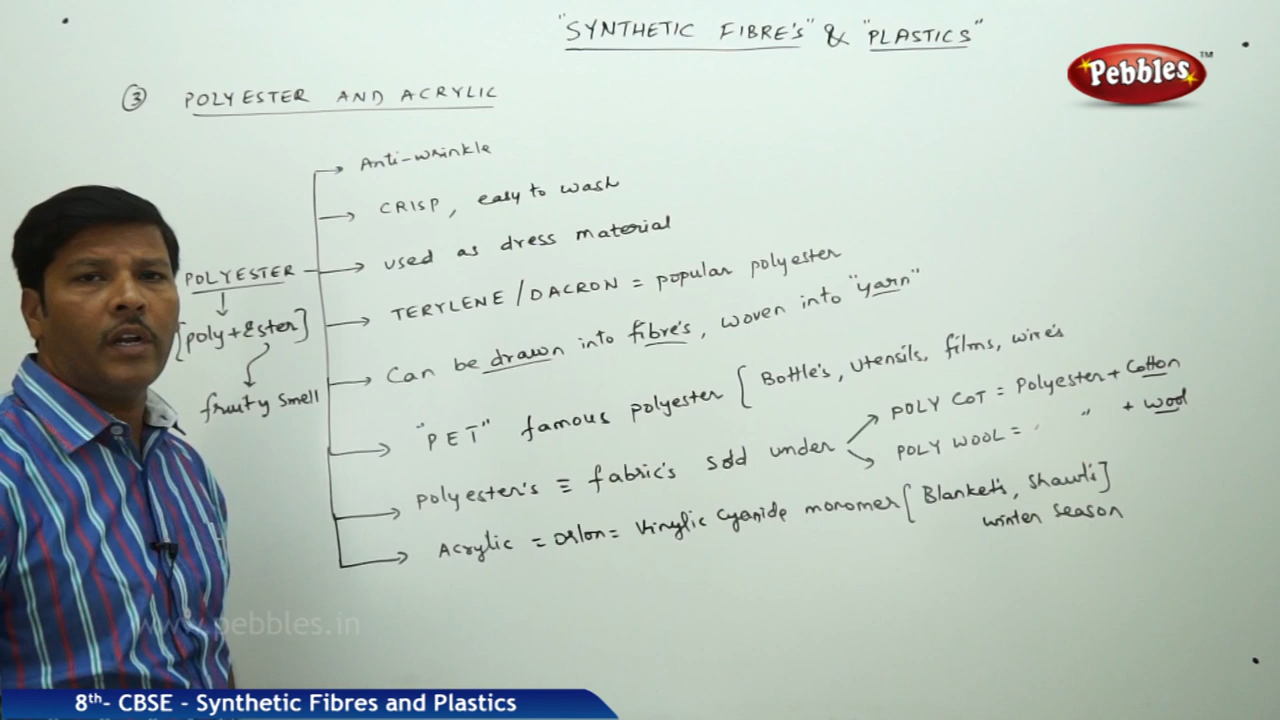 "SYNTHETIC FIBRE's" & "PLASTICS"
Pebbles™
③ POLYESTER AND ACRYLIC
Anti-wrinkle
CRISP, easy to wash
used as dress material
POLYESTER
[poly+Ester]
fruity smell
TERYLENE/DACRON = popular polyester
Can be drawn into fibre's, woven into "yarn"
"PET" famous polyester [Bottle's, utensils, films, wire's
polyester's ≡ fabric's sold under
POLY COT = Polyester + Cotton
POLY WOOL = " + wool
Acrylic = orlon = vinylic cyanide monomer [Blanket's, shawl's]
winter season
www.pebbles.in
8th- CBSE - Synthetic Fibres and Plastics